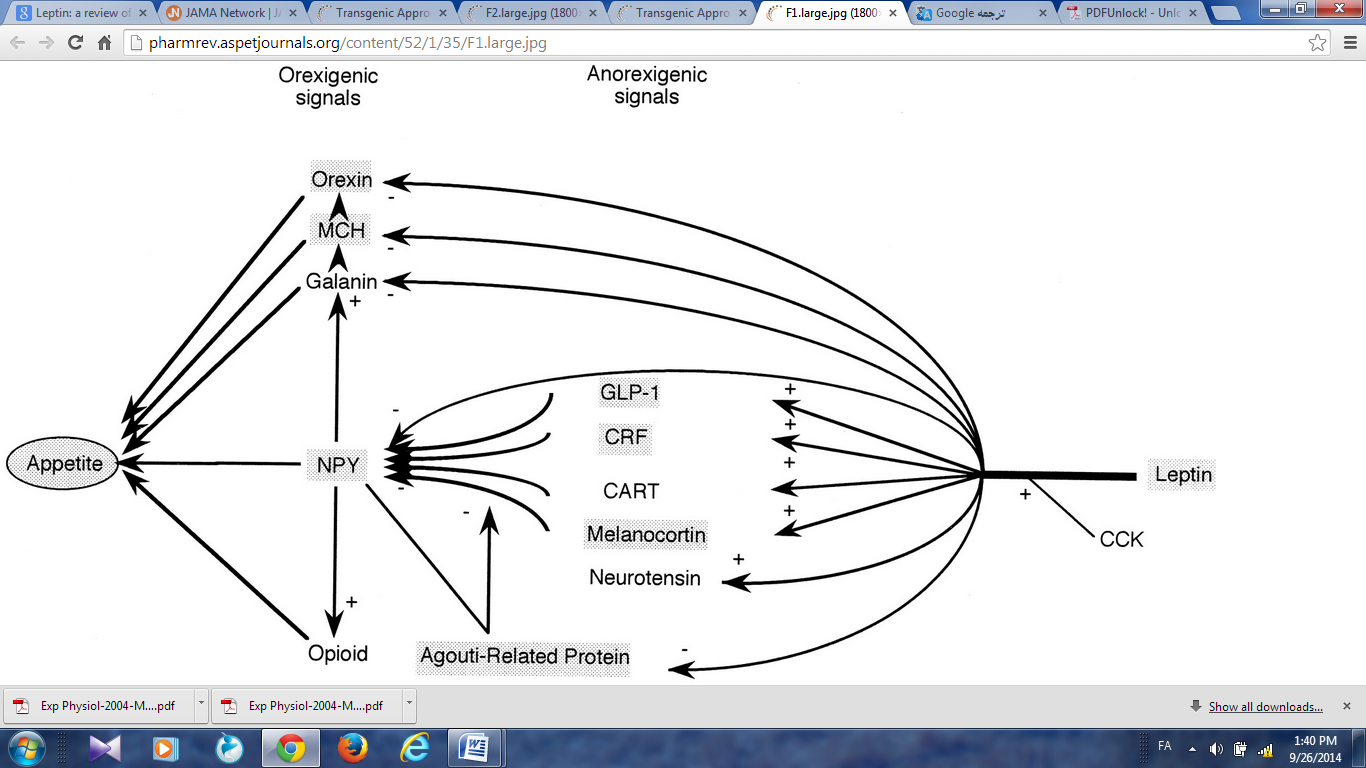 Leptin: a review of
JAMA Network | JA
Transgenic Appro
F2.large.jpg (1800×
Transgenic Appro
F1.large.jpg (1800×
Google ترجمه
PDFUnlock! - Unlo
pharmrev.aspetjournals.org/content/52/1/35/F1.large.jpg
Orexigenic
signals
Anorexigenic
signals
Orexin
-
MCH
-
Galanin
+
-
-
GLP-1
+
CRF
+
Appetite
NPY
-
CART
+
Melanocortin
+
-
Neurotensin
+
Leptin
+
CCK
+
Opioid
Agouti-Related Protein
-
Exp Physiol-2004-M....pdf
Exp Physiol-2004-M....pdf
Show all downloads...
FA
1:40 PM
9/26/2014